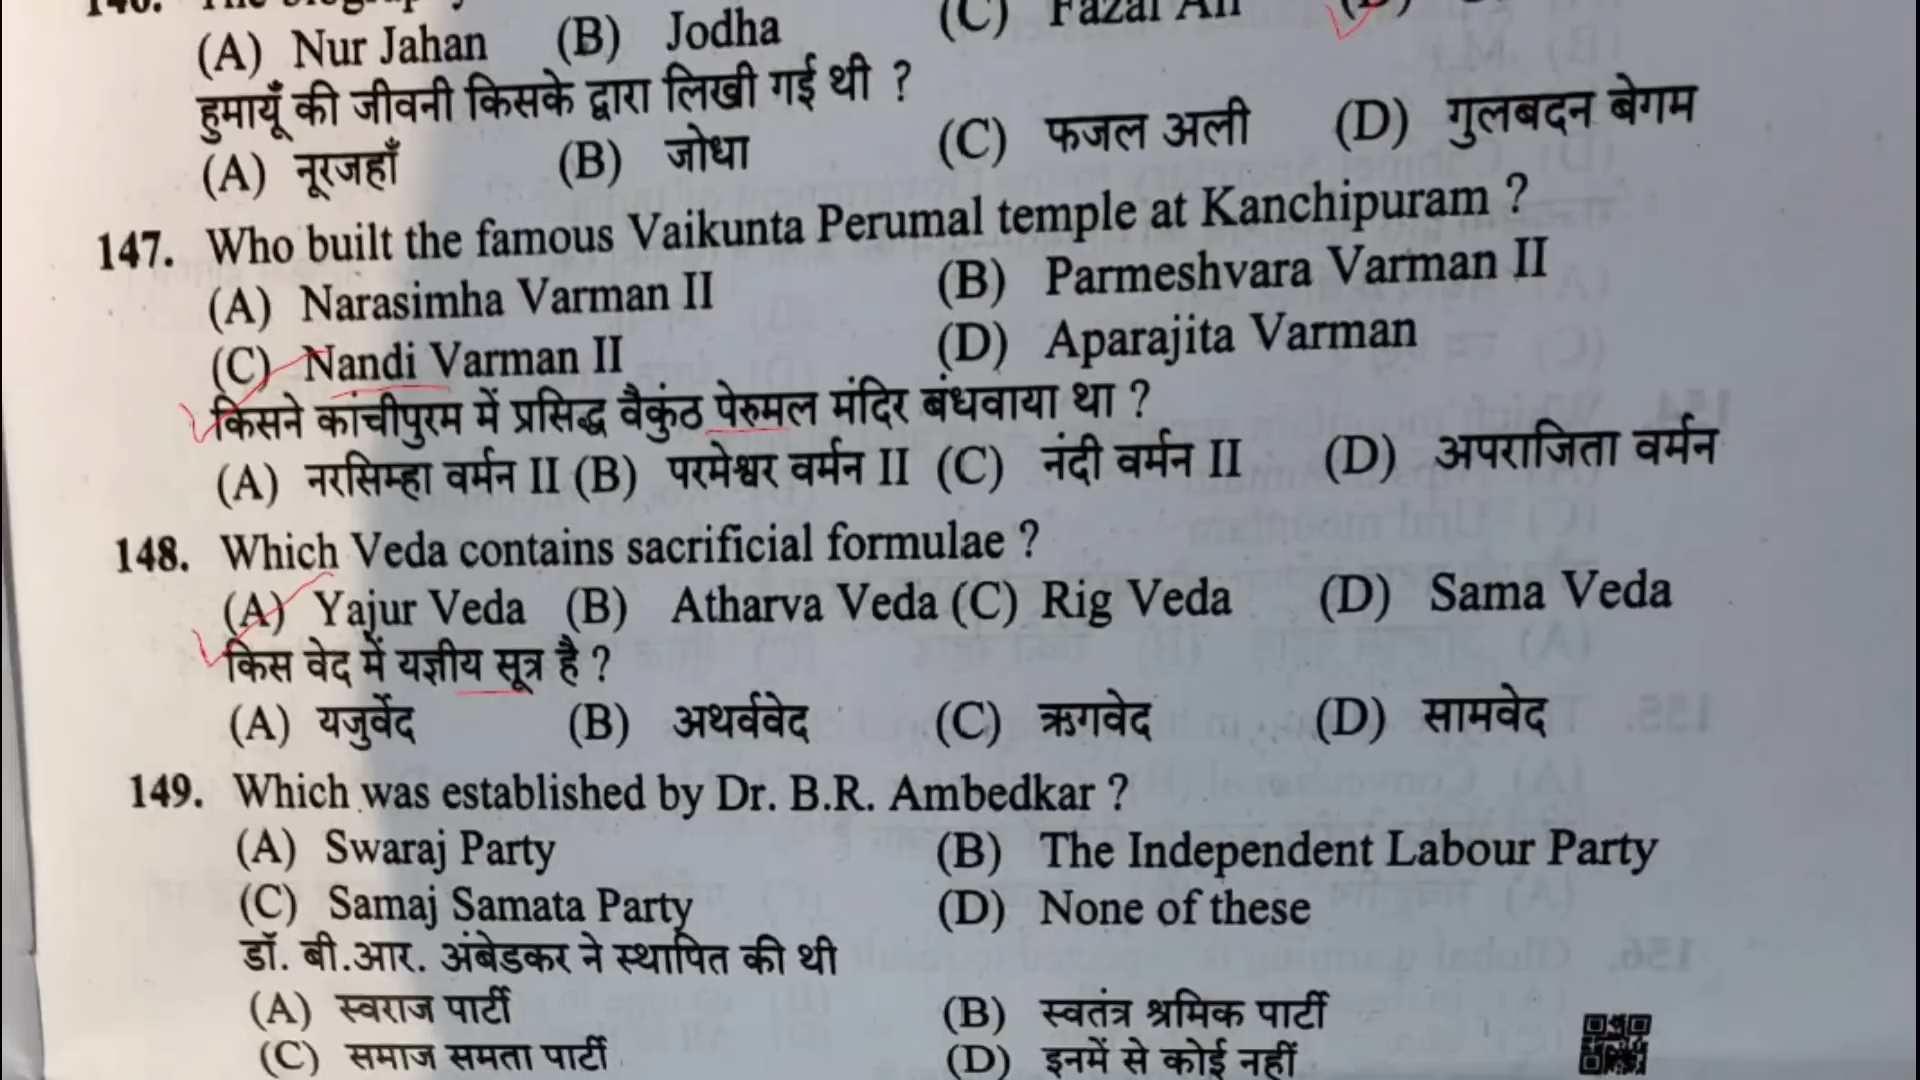 (A) Nur Jahan (B) Jodha (C) Fazal Ali
हुमायूँ की जीवनी किसके द्वारा लिखी गई थी ?
(A) नूरजहाँ (B) जोधा (C) फजल अली (D) गुलबदन बेगम
147. Who built the famous Vaikunta Perumal temple at Kanchipuram ?
(A) Narasimha Varman II (B) Parmeshvara Varman II
(C) Nandi Varman II (D) Aparajita Varman
किसने कांचीपुरम में प्रसिद्ध वैकुंठ पेरुमल मंदिर बंधवाया था ?
(A) नरसिम्हा वर्मन II (B) परमेश्वर वर्मन II (C) नंदी वर्मन II (D) अपराजिता वर्मन
148. Which Veda contains sacrificial formulae ?
(A) Yajur Veda (B) Atharva Veda (C) Rig Veda (D) Sama Veda
किस वेद में यज्ञीय सूत्र है ?
(A) यजुर्वेद (B) अथर्ववेद (C) ऋगवेद (D) सामवेद
149. Which was established by Dr. B.R. Ambedkar ?
(A) Swaraj Party (B) The Independent Labour Party
(C) Samaj Samata Party (D) None of these
डॉ. बी.आर. अंबेडकर ने स्थापित की थी
(A) स्वराज पार्टी (B) स्वतंत्र श्रमिक पार्टी
(C) समाज समता पार्टी (D) इनमें से कोई नहीं